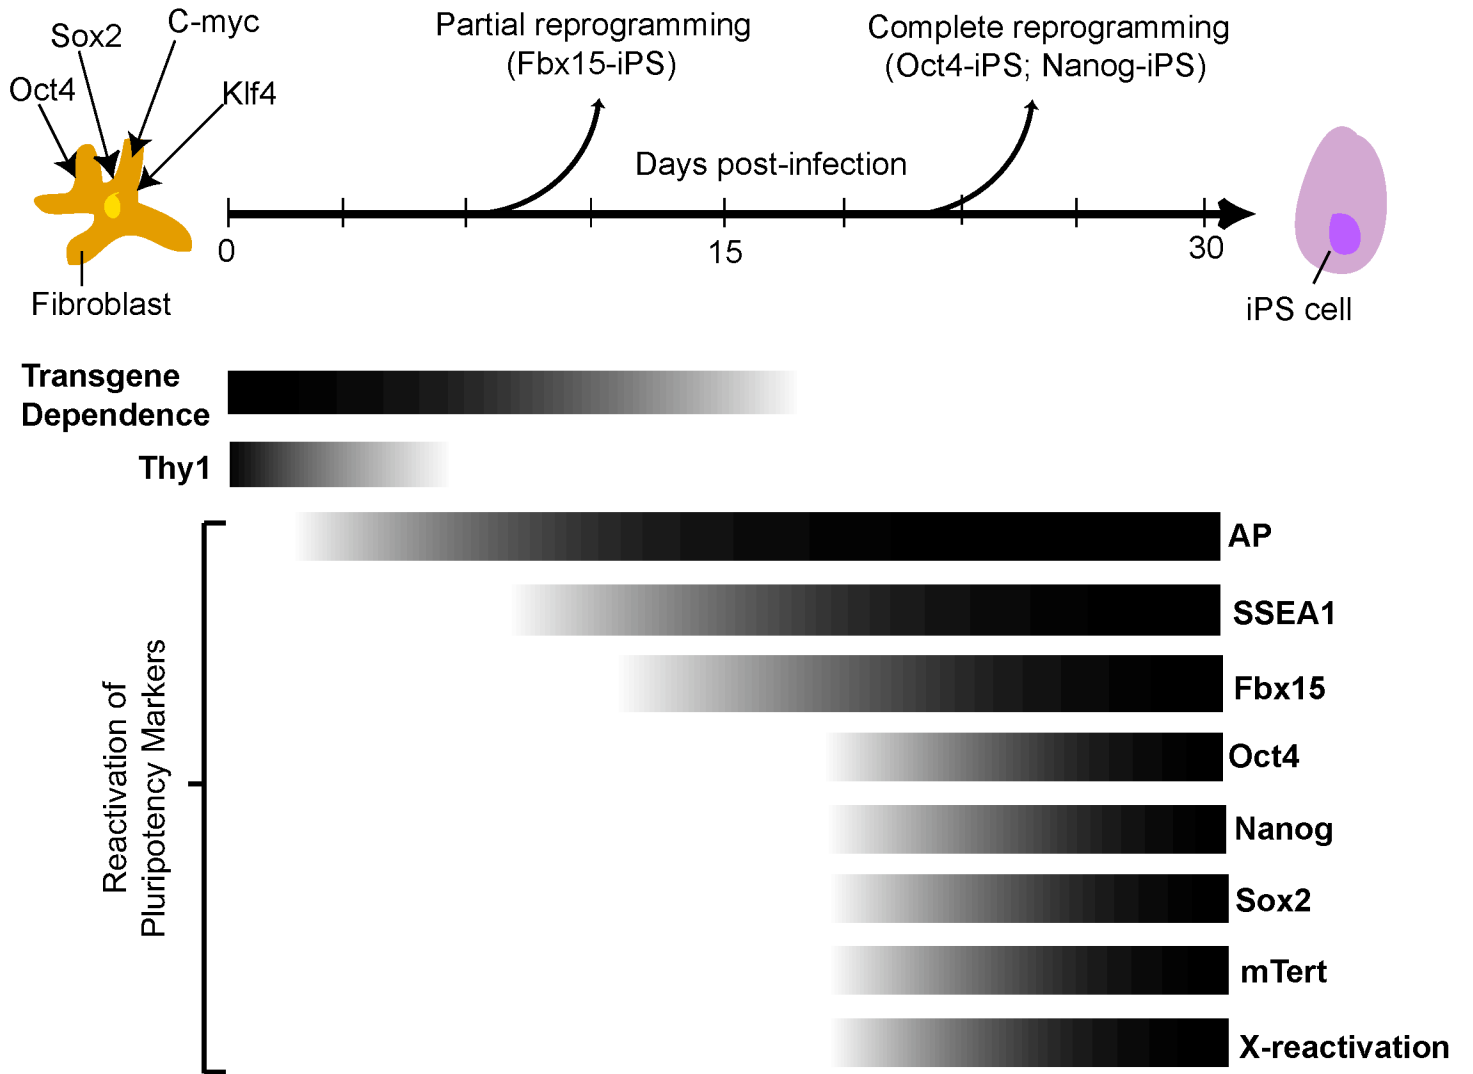 C-myc
Sox2
Oct4
Klf4
Fibroblast
Partial reprogramming
(Fbx15-iPS)
Complete reprogramming
(Oct4-iPS; Nanog-iPS)
Days post-infection
0
15
30
iPS cell
Transgene
Dependence
Thy1
Reactivation of
Pluripotency Markers
AP
SSEA1
Fbx15
Oct4
Nanog
Sox2
mTert
X-reactivation